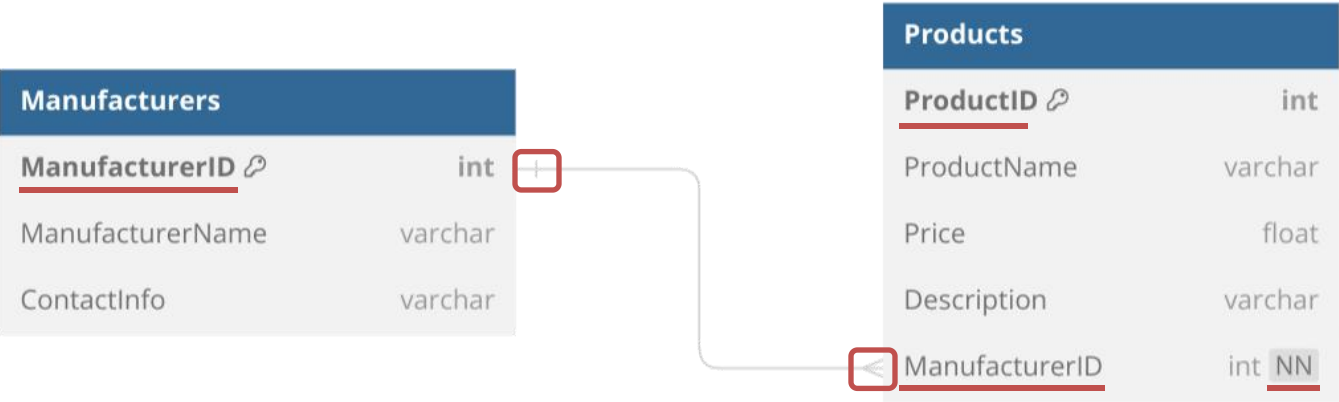 Manufacturers
ManufacturerID int
ManufacturerName varchar
ContactInfo varchar
Products
ProductID int
ProductName varchar
Price float
Description varchar
ManufacturerID int NN